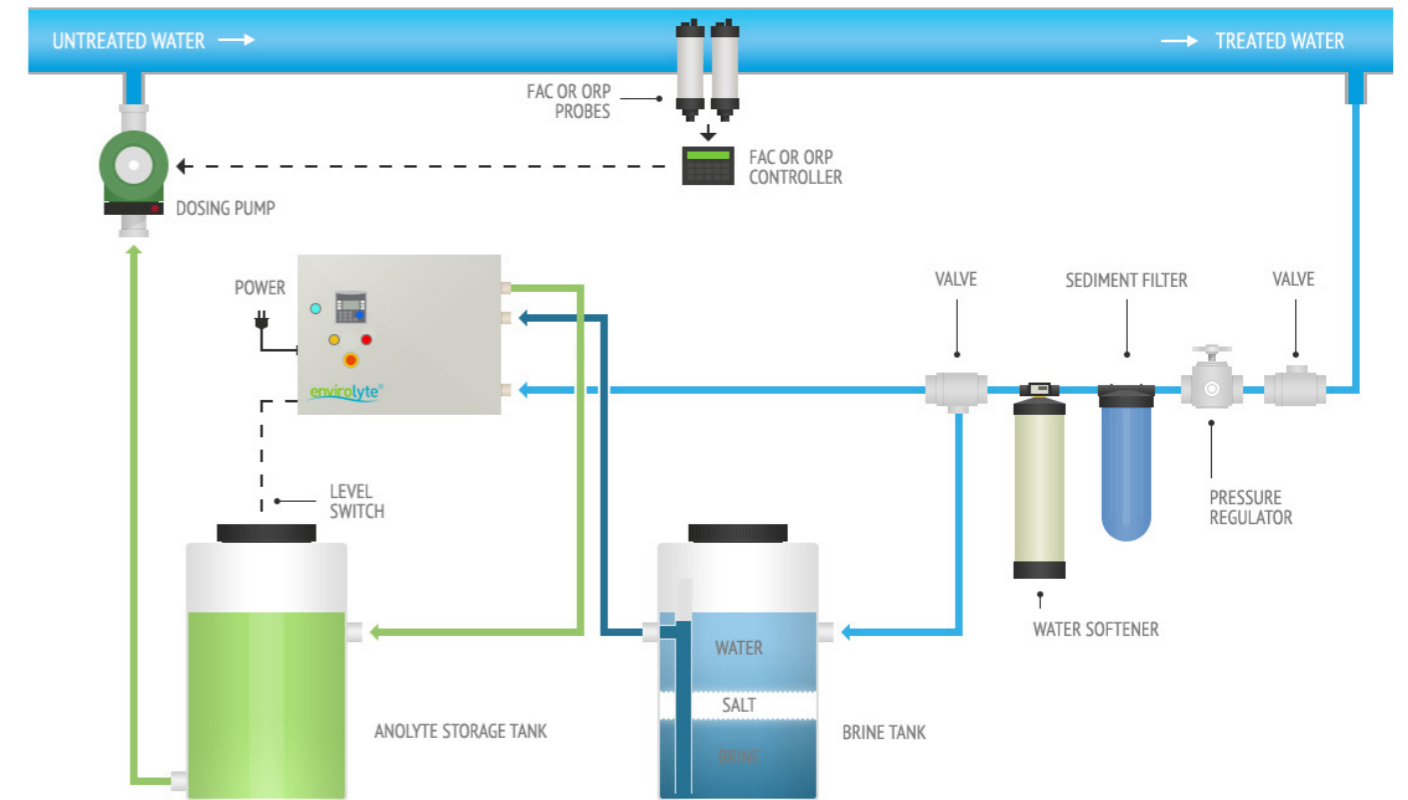 UNTREATED WATER
TREATED WATER
FAC OR ORP
PROBES
FAC OR ORP
CONTROLLER
DOSING PUMP
POWER
VALVE
SEDIMENT FILTER
VALVE
envirolyte®
LEVEL
SWITCH
PRESSURE
REGULATOR
WATER SOFTENER
WATER
SALT
BRINE
ANOLYTE STORAGE TANK
BRINE TANK